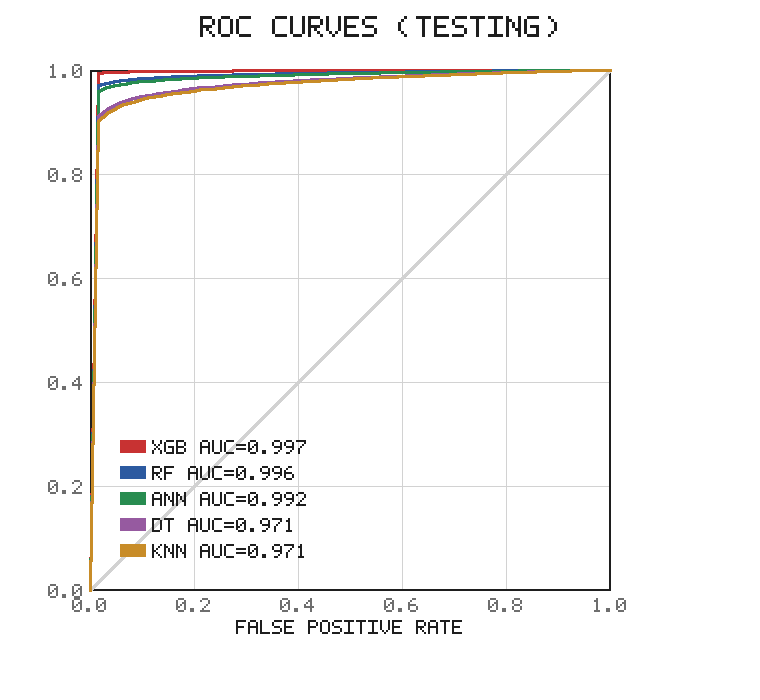 ROC CURVES (TESTING)
1.0
0.8
0.6
0.4
0.2
0.0
XGB AUC=0.997
RF AUC=0.996
ANN AUC=0.992
DT AUC=0.971
KNN AUC=0.971
0.0 0.2 0.4 0.6 0.8 1.0
FALSE POSITIVE RATE